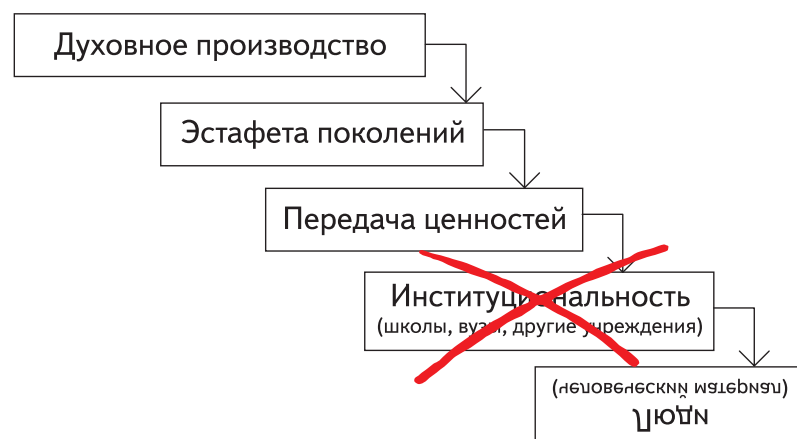 Духовное производство
Эстафета поколений
Передача ценностей
Институциональность
(школы, вузы, другие учреждения)
(человеческий материал)
Люди